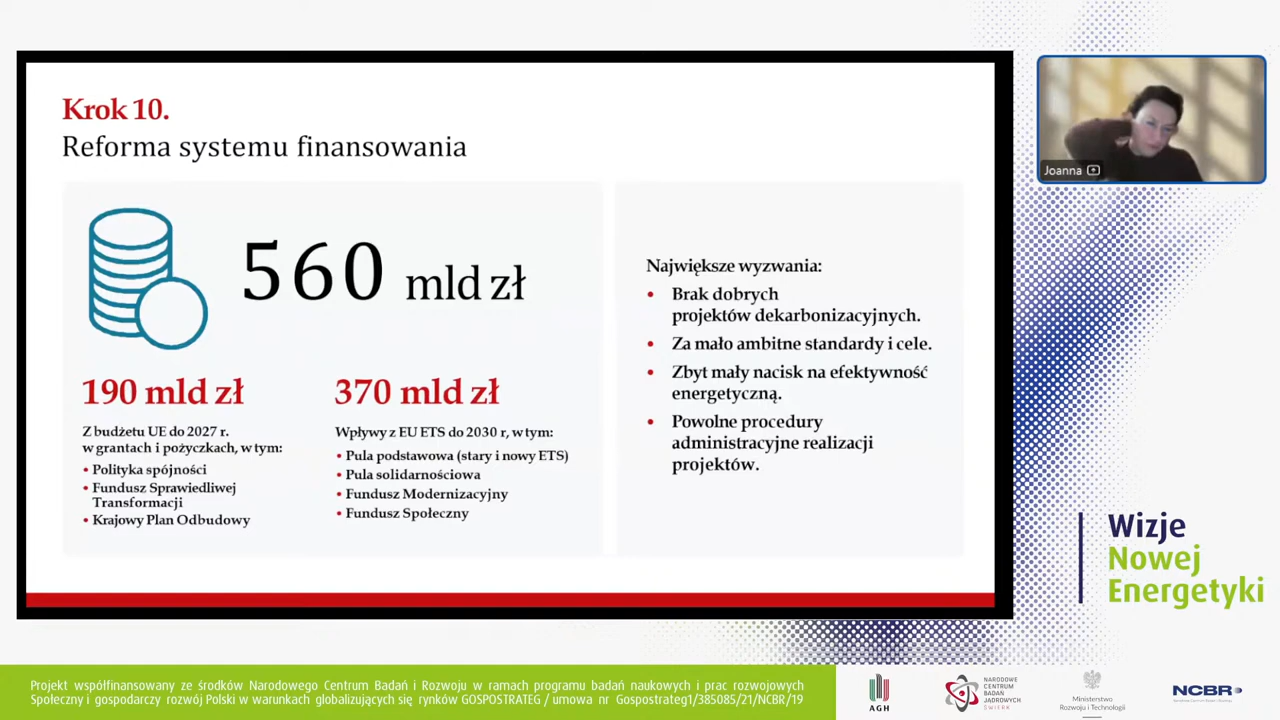 Krok 10.
Reforma systemu finansowania
560 mld zł
190 mld zł
Z budżetu UE do 2027 r.
w grantach i pożyczkach, w tym:
• Polityka spójności
• Fundusz Sprawiedliwej
Transformacji
• Krajowy Plan Odbudowy
370 mld zł
Wpływy z EU ETS do 2030 r, w tym:
• Pula podstawowa (stary i nowy ETS)
• Pula solidarnościowa
• Fundusz Modernizacyjny
• Fundusz Społeczny
Największe wyzwania:
• Brak dobrych
projektów dekarbonizacyjnych.
• Za mało ambitne standardy i cele.
• Zbyt mały nacisk na efektywność
energetyczną.
• Powolne procedury
administracyjne realizacji
projektów.
Joanna
Wizje
Nowej
Energetyki
Projekt współfinansowany ze środków Narodowego Centrum Badań i Rozwoju w ramach programu badań naukowych i prac rozwojowych
Społeczny i gospodarczy rozwój Polski w warunkach globalizujących się rynków GOSPOSTRATEG / umowa nr Gospostrateg1/385085/21/NCBR/19
AGH
NARODOWE
CENTRUM
BADAŃ
JĄDROWYCH
ŚWIERK
Ministerstwo
Rozwoju i Technologii
NCBR